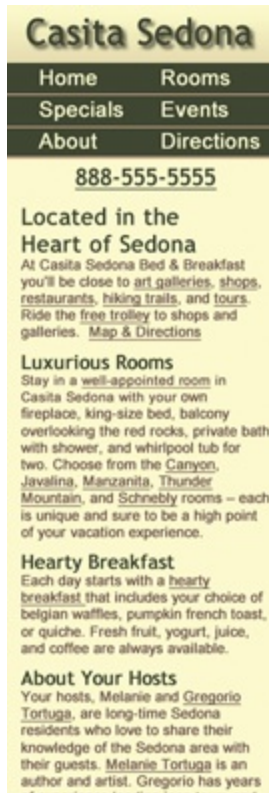 Casita Sedona
Home Rooms
Specials Events
About Directions
888-555-5555
Located in the
Heart of Sedona
At Casita Sedona Bed & Breakfast
you'll be close to art galleries, shops,
restaurants, hiking trails, and tours.
Ride the free trolley to shops and
galleries. Map & Directions
Luxurious Rooms
Stay in a well-appointed room in
Casita Sedona with your own
fireplace, king-size bed, balcony
overlooking the red rocks, private bath
with shower, and whirlpool tub for
two. Choose from the Canyon,
Javalina, Manzanita, Thunder
Mountain, and Schnebly rooms – each
is unique and sure to be a high point
of your vacation experience.
Hearty Breakfast
Each day starts with a hearty
breakfast that includes your choice of
belgian waffles, pumpkin french toast,
or quiche. Fresh fruit, yogurt, juice,
and coffee are always available.
About Your Hosts
Your hosts, Melanie and Gregorio
Tortuga, are long-time Sedona
residents who love to share their
knowledge of the Sedona area with
their guests. Melanie Tortuga is an
author and artist. Gregorio has years